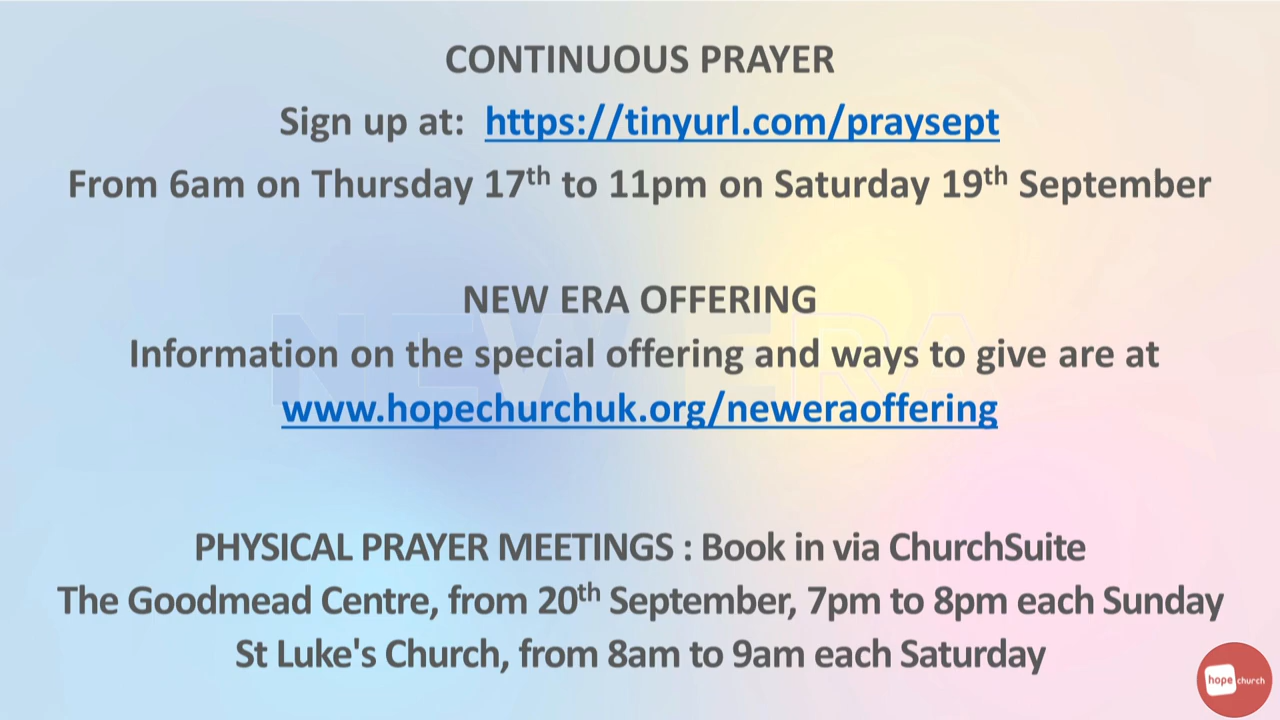 CONTINUOUS PRAYER
Sign up at: https://tinyurl.com/praysept
From 6am on Thursday 17th to 11pm on Saturday 19th September
NEW ERA OFFERING
NEW ERA
Information on the special offering and ways to give are at
www.hopechurchuk.org/neweraoffering
PHYSICAL PRAYER MEETINGS : Book in via ChurchSuite
The Goodmead Centre, from 20th September, 7pm to 8pm each Sunday
St Luke's Church, from 8am to 9am each Saturday
hope church